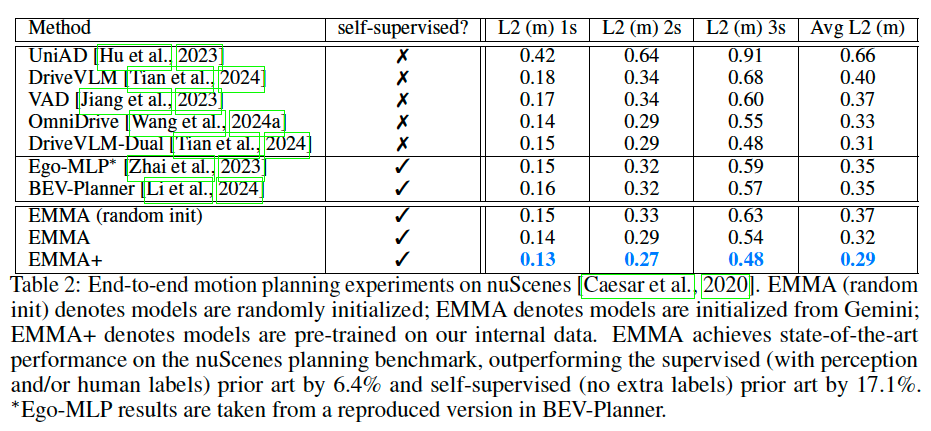 Method self-supervised? L2 (m) 1s L2 (m) 2s L2 (m) 3s Avg L2 (m)
UniAD [Hu et al., 2023] ✗ 0.42 0.64 0.91 0.66
DriveVLM [Tian et al., 2024] ✗ 0.18 0.34 0.68 0.40
VAD [Jiang et al., 2023] ✗ 0.17 0.34 0.60 0.37
OmniDrive [Wang et al., 2024a] ✗ 0.14 0.29 0.55 0.33
DriveVLM-Dual [Tian et al., 2024] ✗ 0.15 0.29 0.48 0.31
Ego-MLP* [Zhai et al., 2023] ✓ 0.15 0.32 0.59 0.35
BEV-Planner [Li et al., 2024] ✓ 0.16 0.32 0.57 0.35
EMMA (random init) ✓ 0.15 0.33 0.63 0.37
EMMA ✓ 0.14 0.29 0.54 0.32
EMMA+ ✓ 0.13 0.27 0.48 0.29
Table 2: End-to-end motion planning experiments on nuScenes [Caesar et al., 2020]. EMMA (random
init) denotes models are randomly initialized; EMMA denotes models are initialized from Gemini;
EMMA+ denotes models are pre-trained on our internal data. EMMA achieves state-of-the-art
performance on the nuScenes planning benchmark, outperforming the supervised (with perception
and/or human labels) prior art by 6.4% and self-supervised (no extra labels) prior art by 17.1%.
*Ego-MLP results are taken from a reproduced version in BEV-Planner.